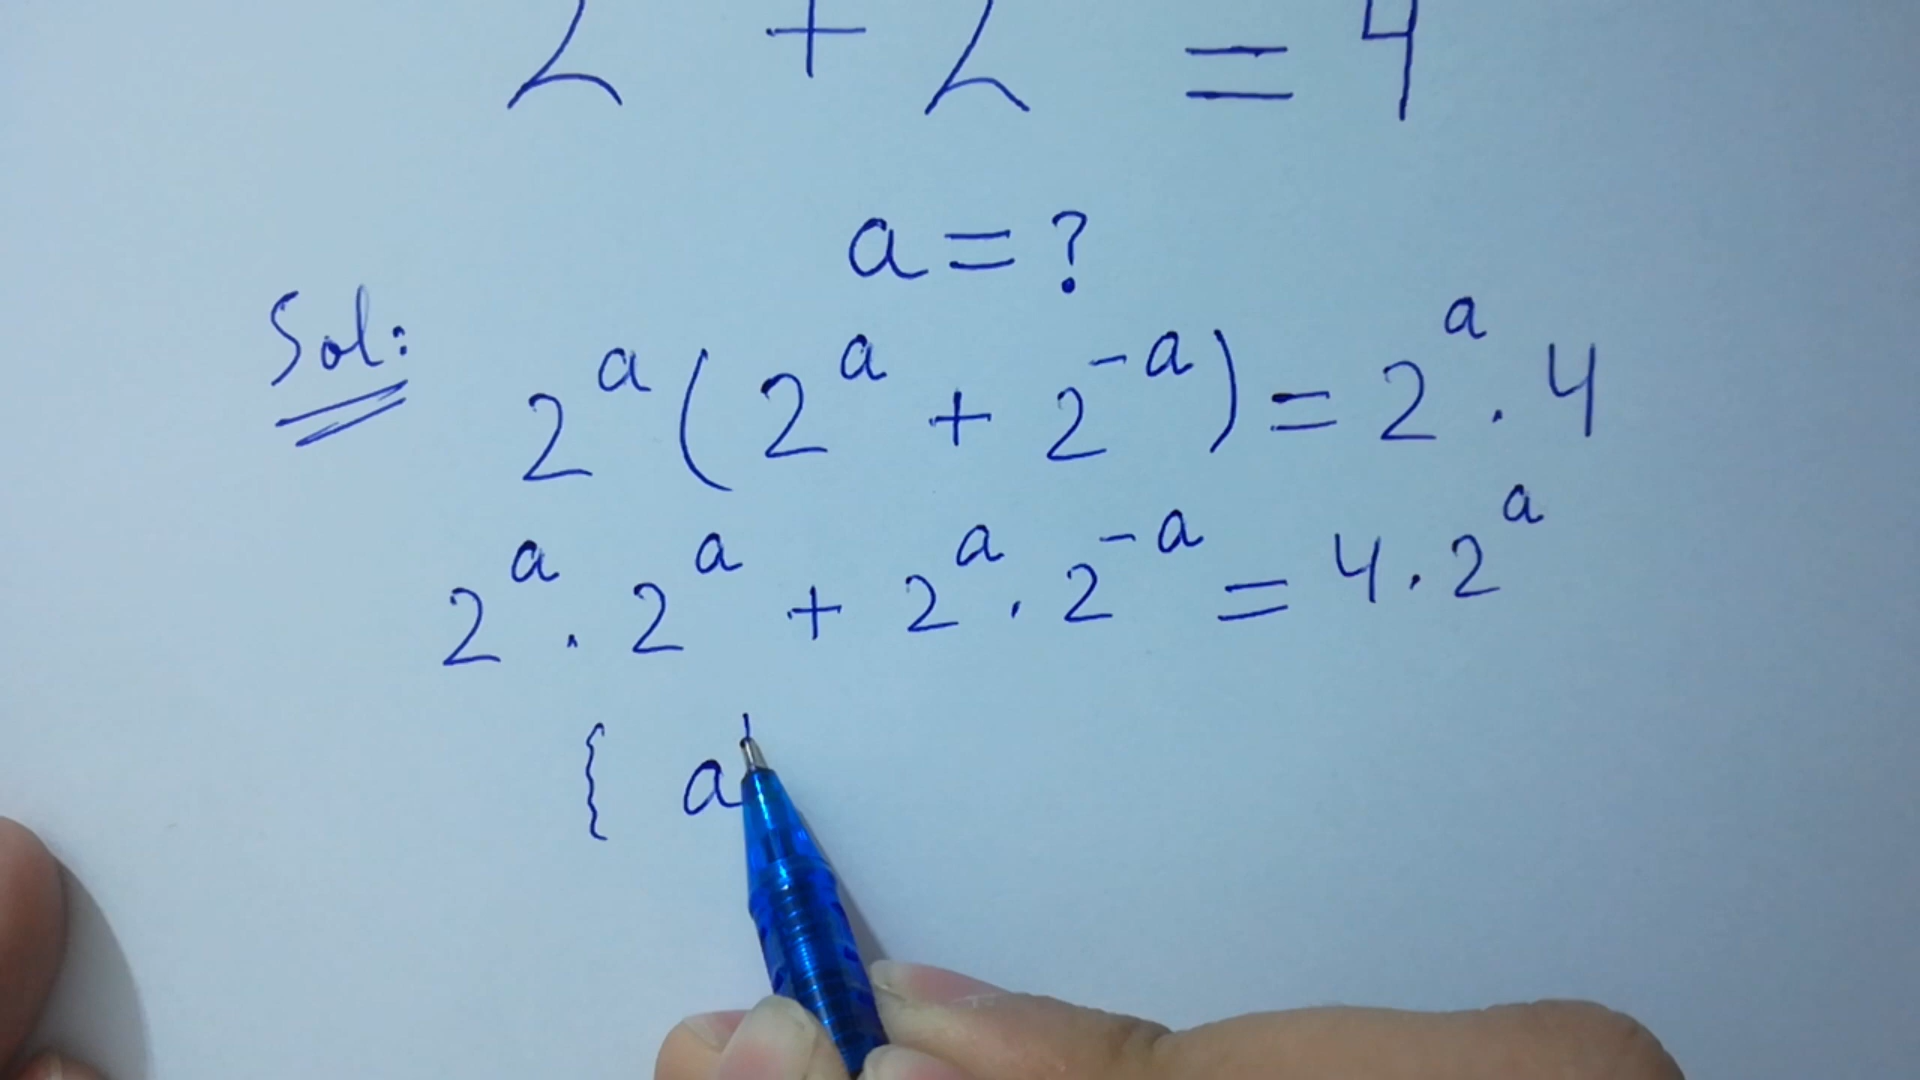 2 + 2 = 4
a = ?
Sol:
2^a (2^a + 2^-a) = 2^a · 4
2^a · 2^a + 2^a · 2^-a = 4 · 2^a
{ a